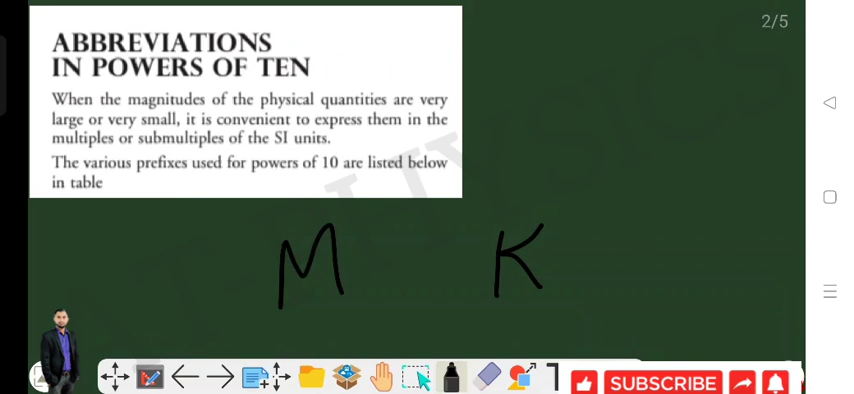 2/5
ABBREVIATIONS
IN POWERS OF TEN
When the magnitudes of the physical quantities are very
large or very small, it is convenient to express them in the
multiples or submultiples of the SI units.
The various prefixes used for powers of 10 are listed below
in table
M K
SUBSCRIBE